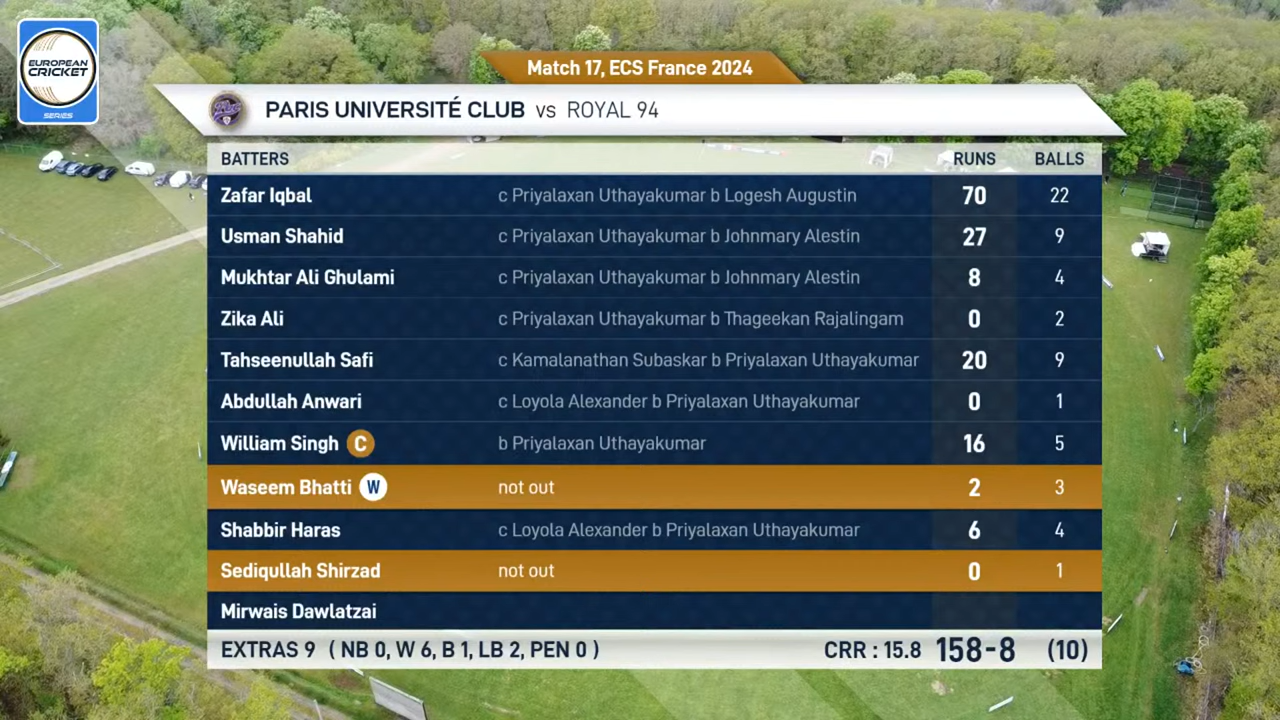 EUROPEAN
CRICKET
SERIES
Match 17, ECS France 2024
PARIS UNIVERSITÉ CLUB vs ROYAL 94
BATTERS RUNS BALLS
Zafar Iqbal c Priyalaxan Uthayakumar b Logesh Augustin 70 22
Usman Shahid c Priyalaxan Uthayakumar b Johnmary Alestin 27 9
Mukhtar Ali Ghulami c Priyalaxan Uthayakumar b Johnmary Alestin 8 4
Zika Ali c Priyalaxan Uthayakumar b Thageekan Rajalingam 0 2
Tahseenullah Safi c Kamalanathan Subaskar b Priyalaxan Uthayakumar 20 9
Abdullah Anwari c Loyola Alexander b Priyalaxan Uthayakumar 0 1
William Singh C b Priyalaxan Uthayakumar 16 5
Waseem Bhatti W not out 2 3
Shabbir Haras c Loyola Alexander b Priyalaxan Uthayakumar 6 4
Sediqullah Shirzad not out 0 1
Mirwais Dawlatzai
EXTRAS 9 ( NB 0, W 6, B 1, LB 2, PEN 0 ) CRR : 15.8 158-8 (10)